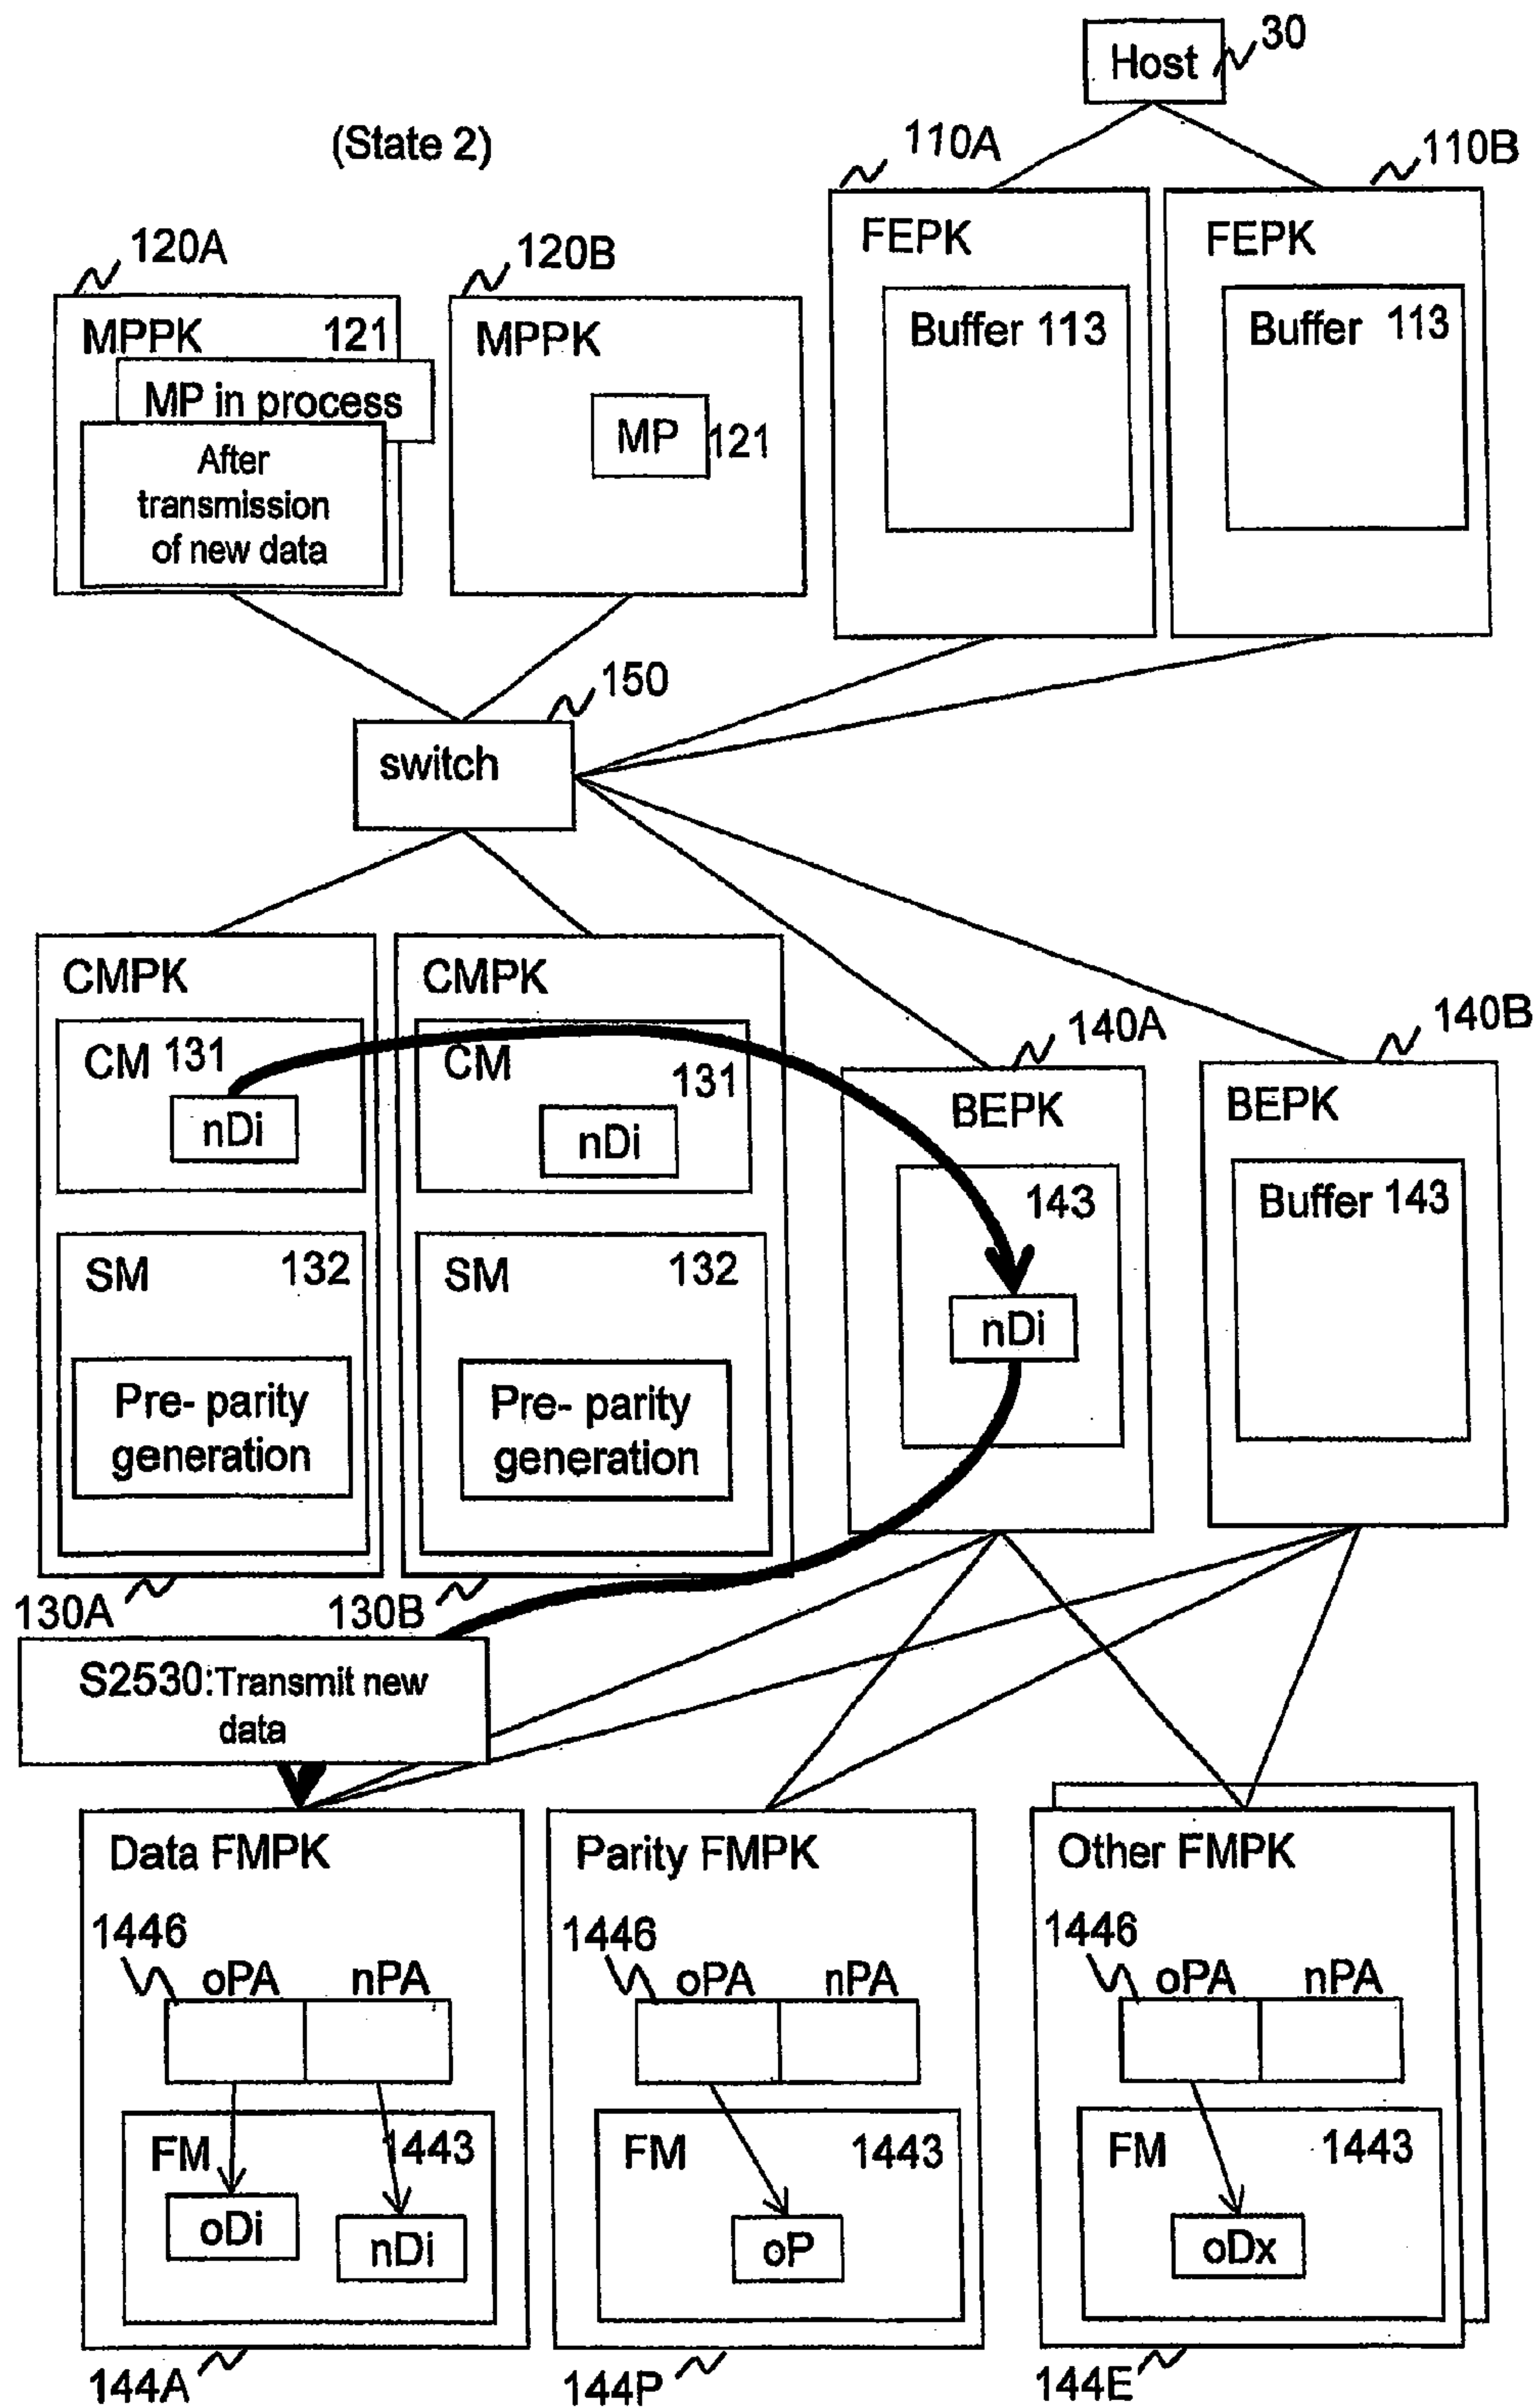 Host
30
(State 2)
110A
110B
FEPK
FEPK
120A
120B
Buffer 113
Buffer 113
MPPK
121
MPPK
MP in process
MP
121
After
transmission
of new data
150
switch
CMPK
CMPK
140A
140B
CM 131
CM
131
BEPK
BEPK
nDi
nDi
143
Buffer 143
SM
132
SM
132
nDi
Pre- parity
generation
Pre- parity
generation
130A
130B
S2530:Transmit new
data
Data FMPK
Parity FMPK
Other FMPK
1446
1446
1446
oPA
nPA
oPA
nPA
oPA
nPA
FM
1443
FM
1443
FM
1443
oDi
nDi
oP
oDx
144A
144P
144E